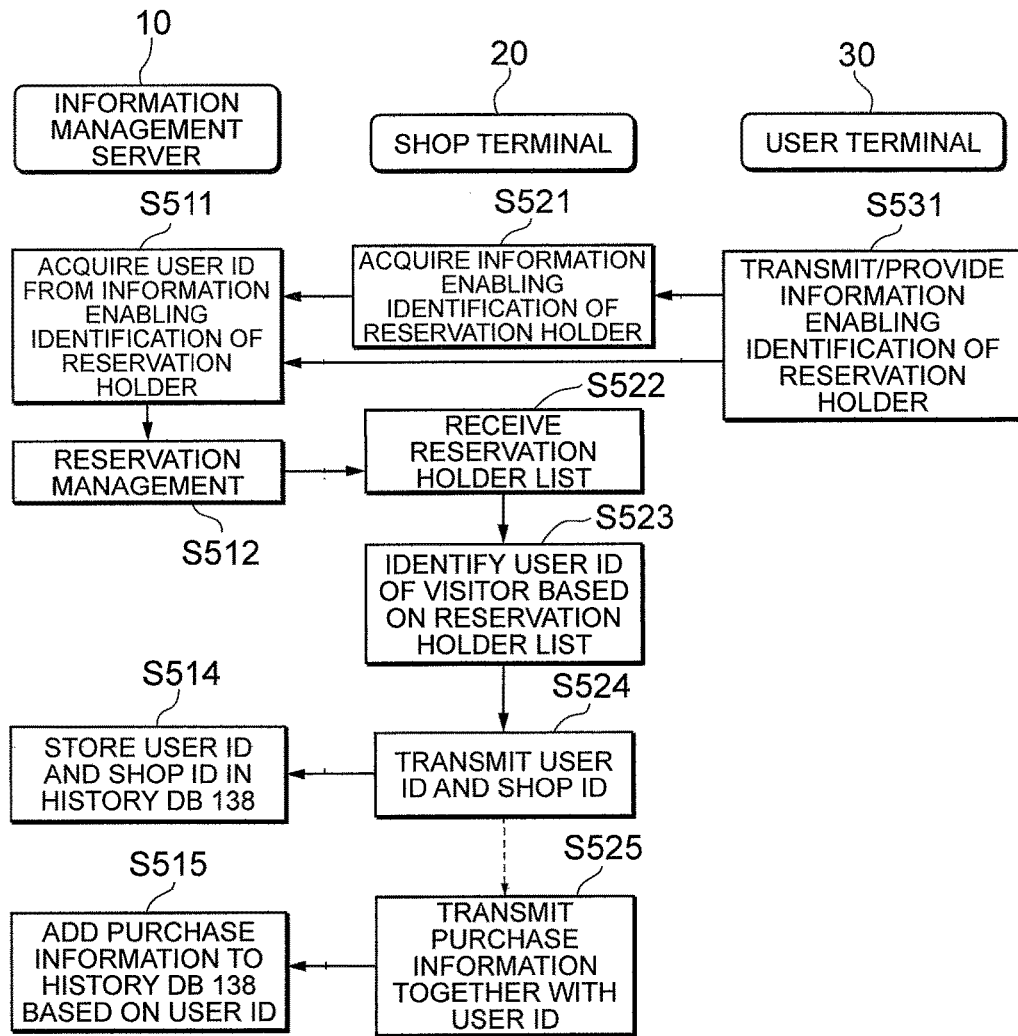 10
20
30
INFORMATION
MANAGEMENT
SERVER
SHOP TERMINAL
USER TERMINAL
S511
S521
S531
ACQUIRE USER ID
FROM INFORMATION
ENABLING
IDENTIFICATION OF
RESERVATION
HOLDER
ACQUIRE INFORMATION
ENABLING
IDENTIFICATION OF
RESERVATION HOLDER
TRANSMIT/PROVIDE
INFORMATION
ENABLING
IDENTIFICATION OF
RESERVATION
HOLDER
S522
RESERVATION
MANAGEMENT
RECEIVE
RESERVATION
HOLDER LIST
S512
S523
IDENTIFY USER ID
OF VISITOR BASED
ON RESERVATION
HOLDER LIST
S514
S524
STORE USER ID
AND SHOP ID IN
HISTORY DB 138
TRANSMIT USER
ID AND SHOP ID
S515
S525
ADD PURCHASE
INFORMATION TO
HISTORY DB 138
BASED ON USER ID
TRANSMIT
PURCHASE
INFORMATION
TOGETHER WITH
USER ID